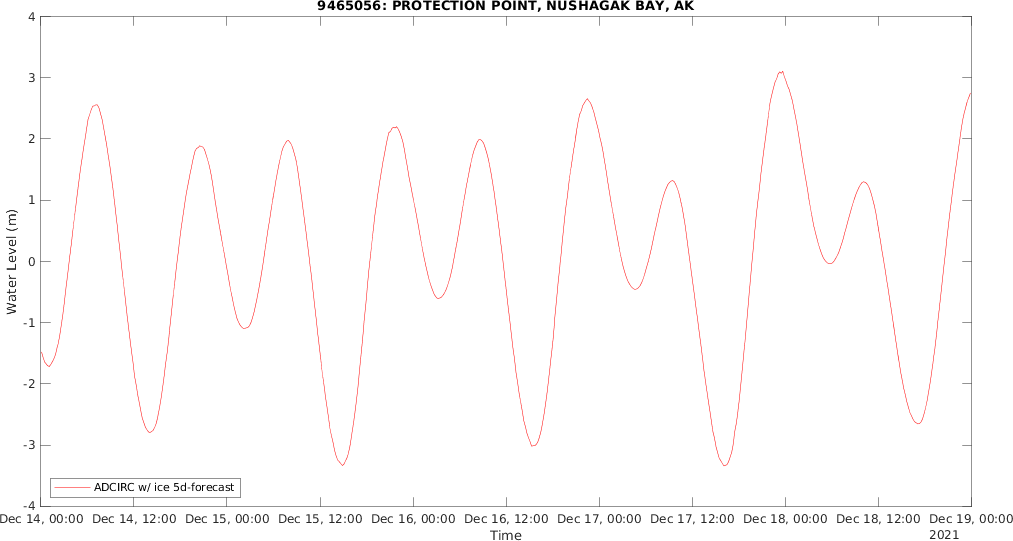 9465056: PROTECTION POINT, NUSHAGAK BAY, AK
4
3
2
1
0
-1
-2
-3
-4
Water Level (m)
ADCIRC w/ ice 5d-forecast
Dec 14, 00:00 Dec 14, 12:00 Dec 15, 00:00 Dec 15, 12:00 Dec 16, 00:00 Dec 16, 12:00 Dec 17, 00:00 Dec 17, 12:00 Dec 18, 00:00 Dec 18, 12:00 Dec 19, 00:00
Time
2021